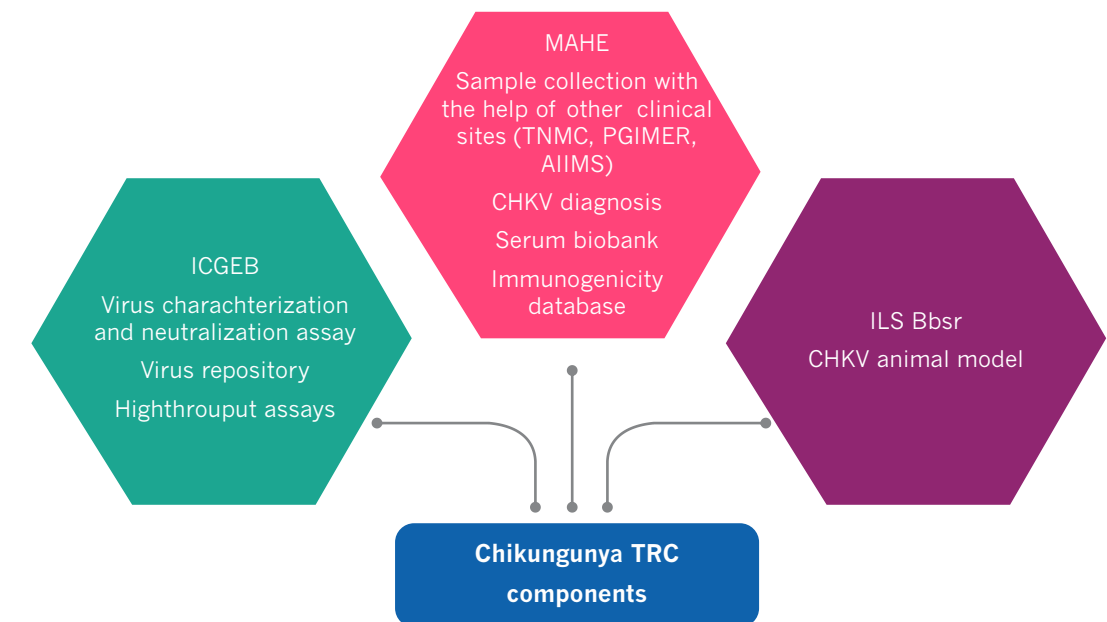 MAHE
Sample collection with
the help of other clinical
sites (TNMC, PGIMER,
AIIMS)
CHKV diagnosis
Serum biobank
Immunogenicity
database
ICGEB
Virus charachterization
and neutralization assay
Virus repository
Highthrouput assays
ILS Bbsr
CHKV animal model
Chikungunya TRC
components